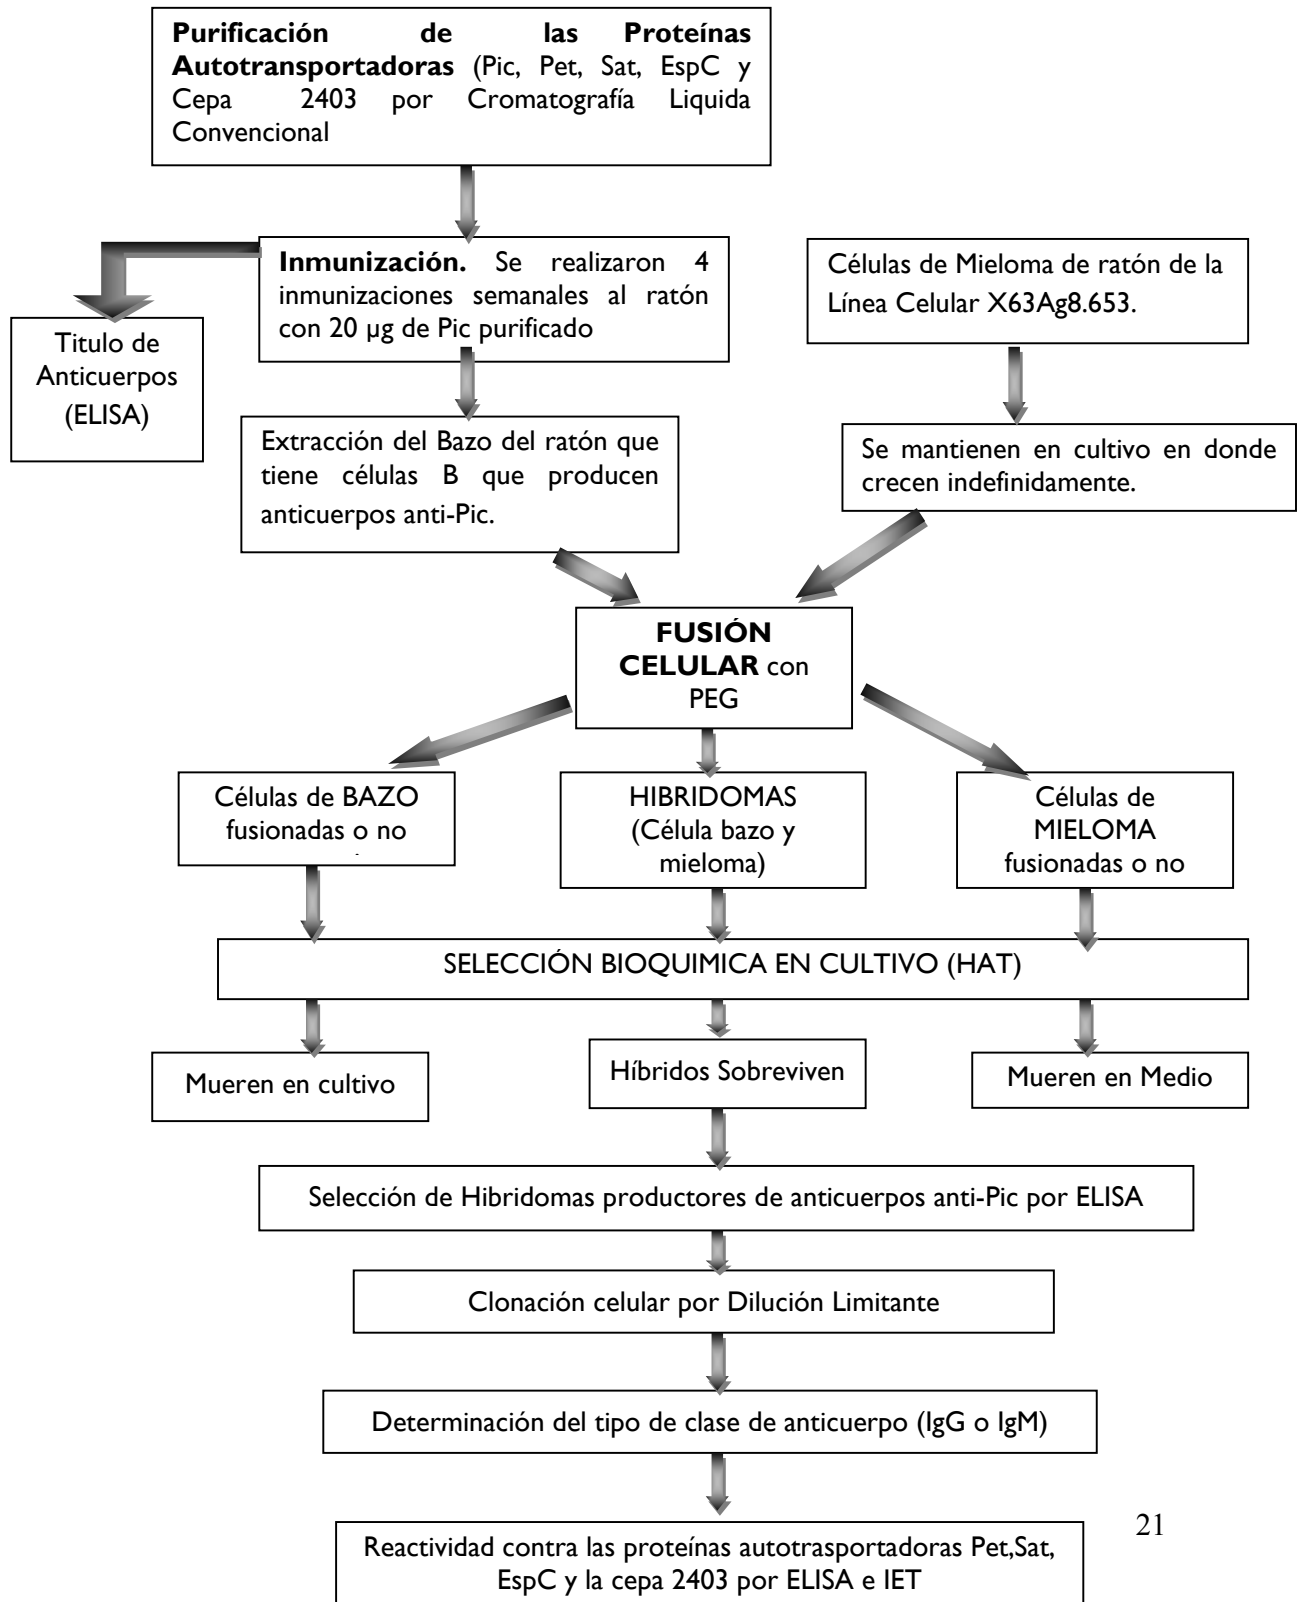 Purificación de las Proteínas
Autotransportadoras (Pic, Pet, Sat, EspC y
Cepa 2403 por Cromatografía Liquida
Convencional
Inmunización. Se realizaron 4
inmunizaciones semanales al ratón
con 20 µg de Pic purificado
Células de Mieloma de ratón de la
Línea Celular X63Ag8.653.
Titulo de
Anticuerpos
(ELISA)
Extracción del Bazo del ratón que
tiene células B que producen
anticuerpos anti-Pic.
Se mantienen en cultivo en donde
crecen indefinidamente.
FUSIÓN
CELULAR con
PEG
Células de BAZO
fusionadas o no
HIBRIDOMAS
(Célula bazo y
mieloma)
Células de
MIELOMA
fusionadas o no
SELECCIÓN BIOQUIMICA EN CULTIVO (HAT)
Mueren en cultivo
Híbridos Sobreviven
Mueren en Medio
Selección de Hibridomas productores de anticuerpos anti-Pic por ELISA
Clonación celular por Dilución Limitante
Determinación del tipo de clase de anticuerpo (IgG o IgM)
Reactividad contra las proteínas autotrasportadoras Pet,Sat,
EspC y la cepa 2403 por ELISA e IET
21